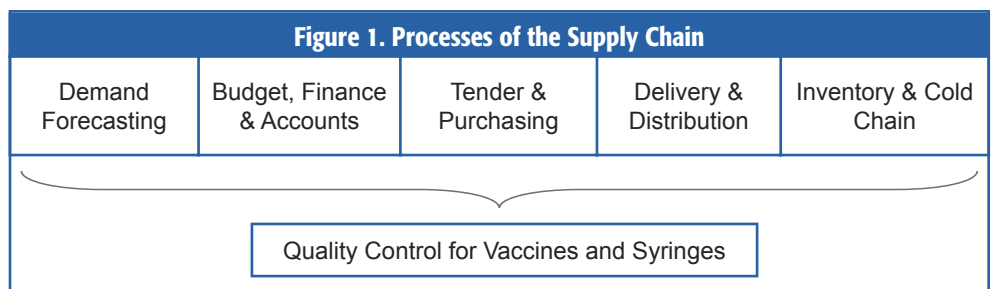 Figure 1. Processes of the Supply Chain
Demand
Forecasting
Budget, Finance
& Accounts
Tender &
Purchasing
Delivery &
Distribution
Inventory & Cold
Chain
Quality Control for Vaccines and Syringes